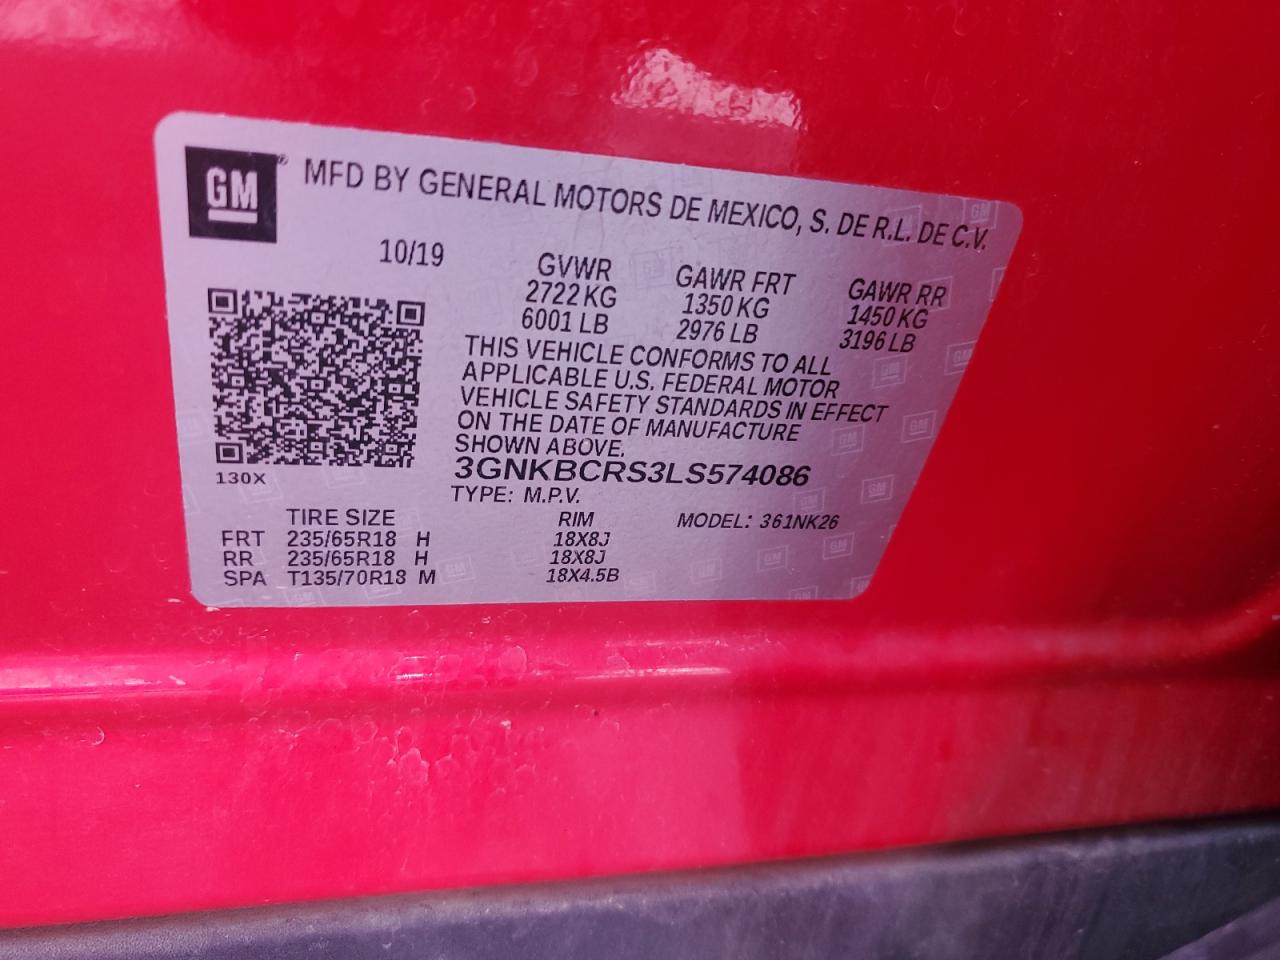 GM® MFD BY GENERAL MOTORS DE MEXICO, S. DE R.L. DE C.V.
10/19
GVWR GAWR FRT GAWR RR
2722 KG 1350 KG 1450 KG
6001 LB 2976 LB 3196 LB
THIS VEHICLE CONFORMS TO ALL
APPLICABLE U.S. FEDERAL MOTOR
VEHICLE SAFETY STANDARDS IN EFFECT
ON THE DATE OF MANUFACTURE
SHOWN ABOVE.
130X
3GNKBCRS3LS574086
TYPE: M.P.V.
TIRE SIZE RIM MODEL: 361NK26
FRT 235/65R18 H 18X8J
RR 235/65R18 H 18X8J
SPA T135/70R18 M 18X4.5B